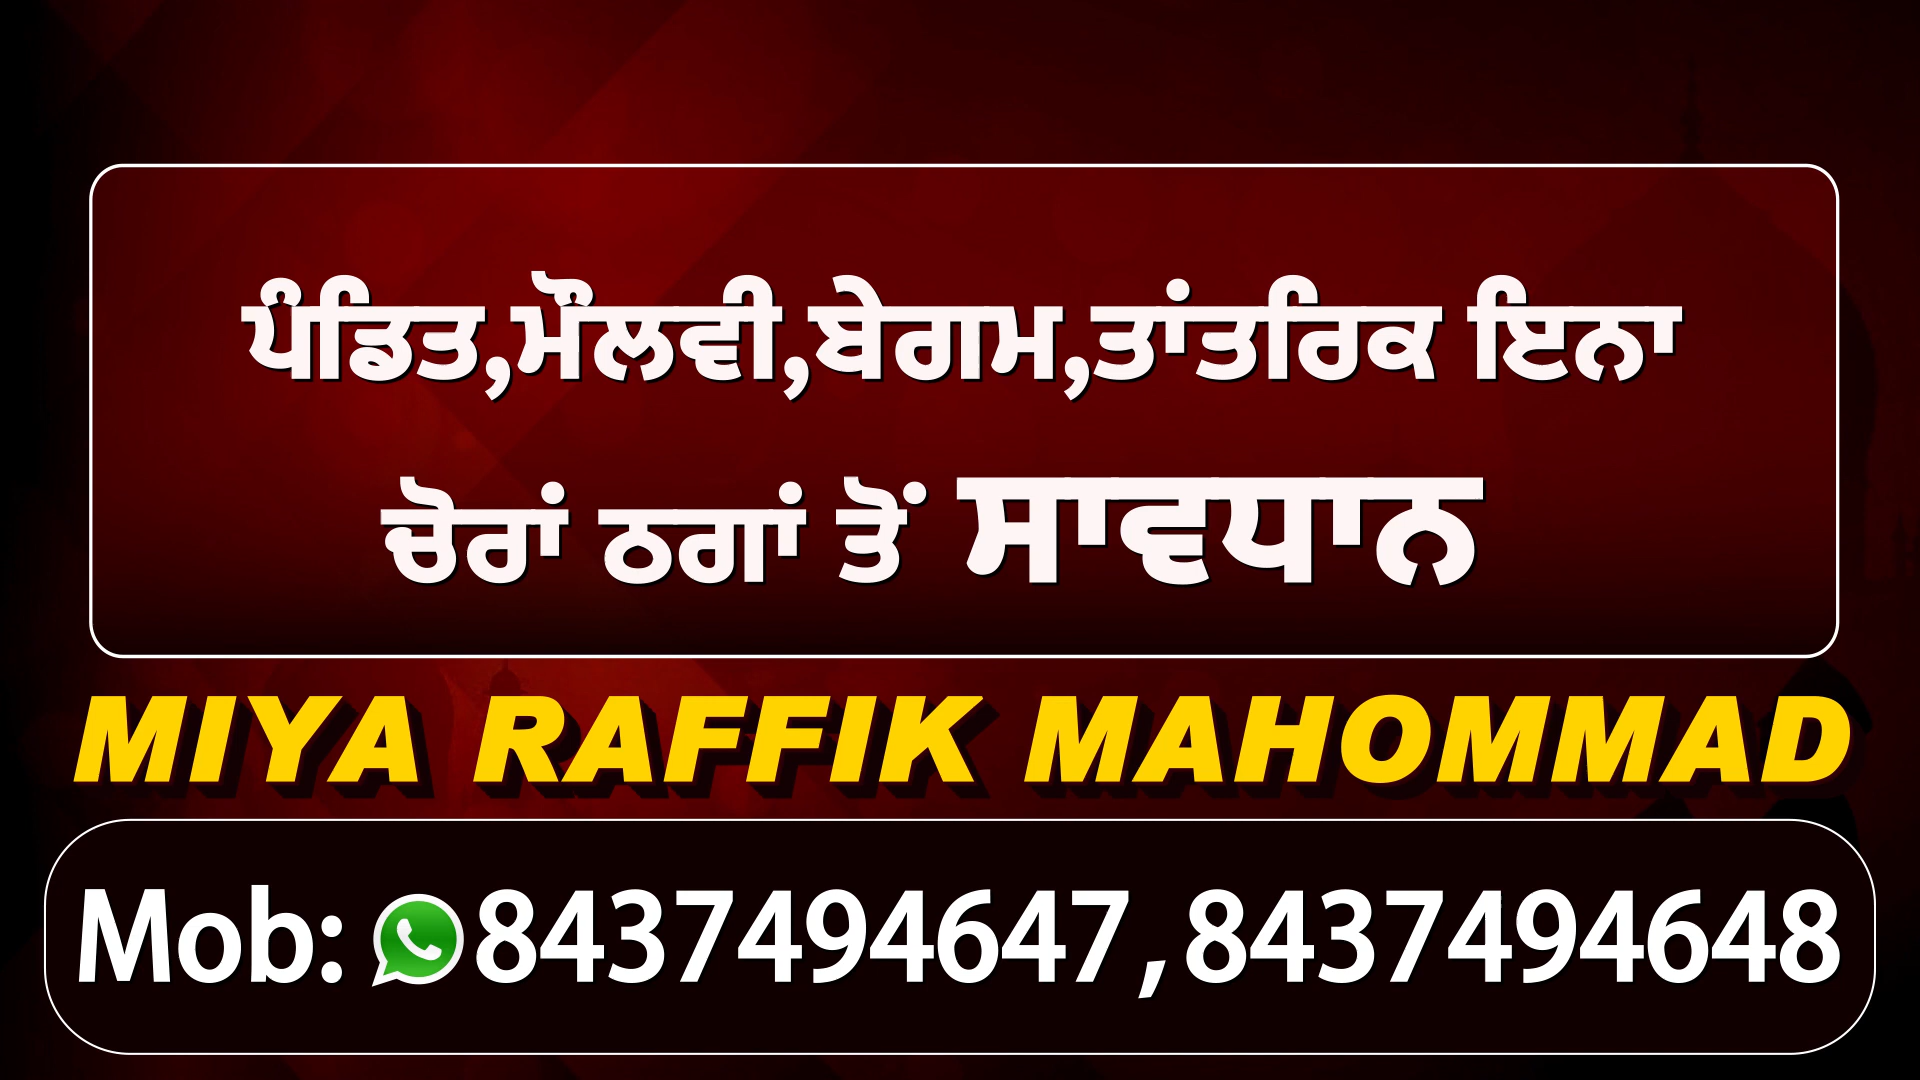 ਪੰਡਿਤ,ਮੌਲਵੀ,ਬੇਗਮ,ਤਾਂਤਰਿਕ ਇਨਾ
ਚੋਰਾਂ ਠਗਾਂ ਤੋਂ ਸਾਵਧਾਨ
MIYA RAFFIK MAHOMMAD
Mob: 8437494647, 8437494648